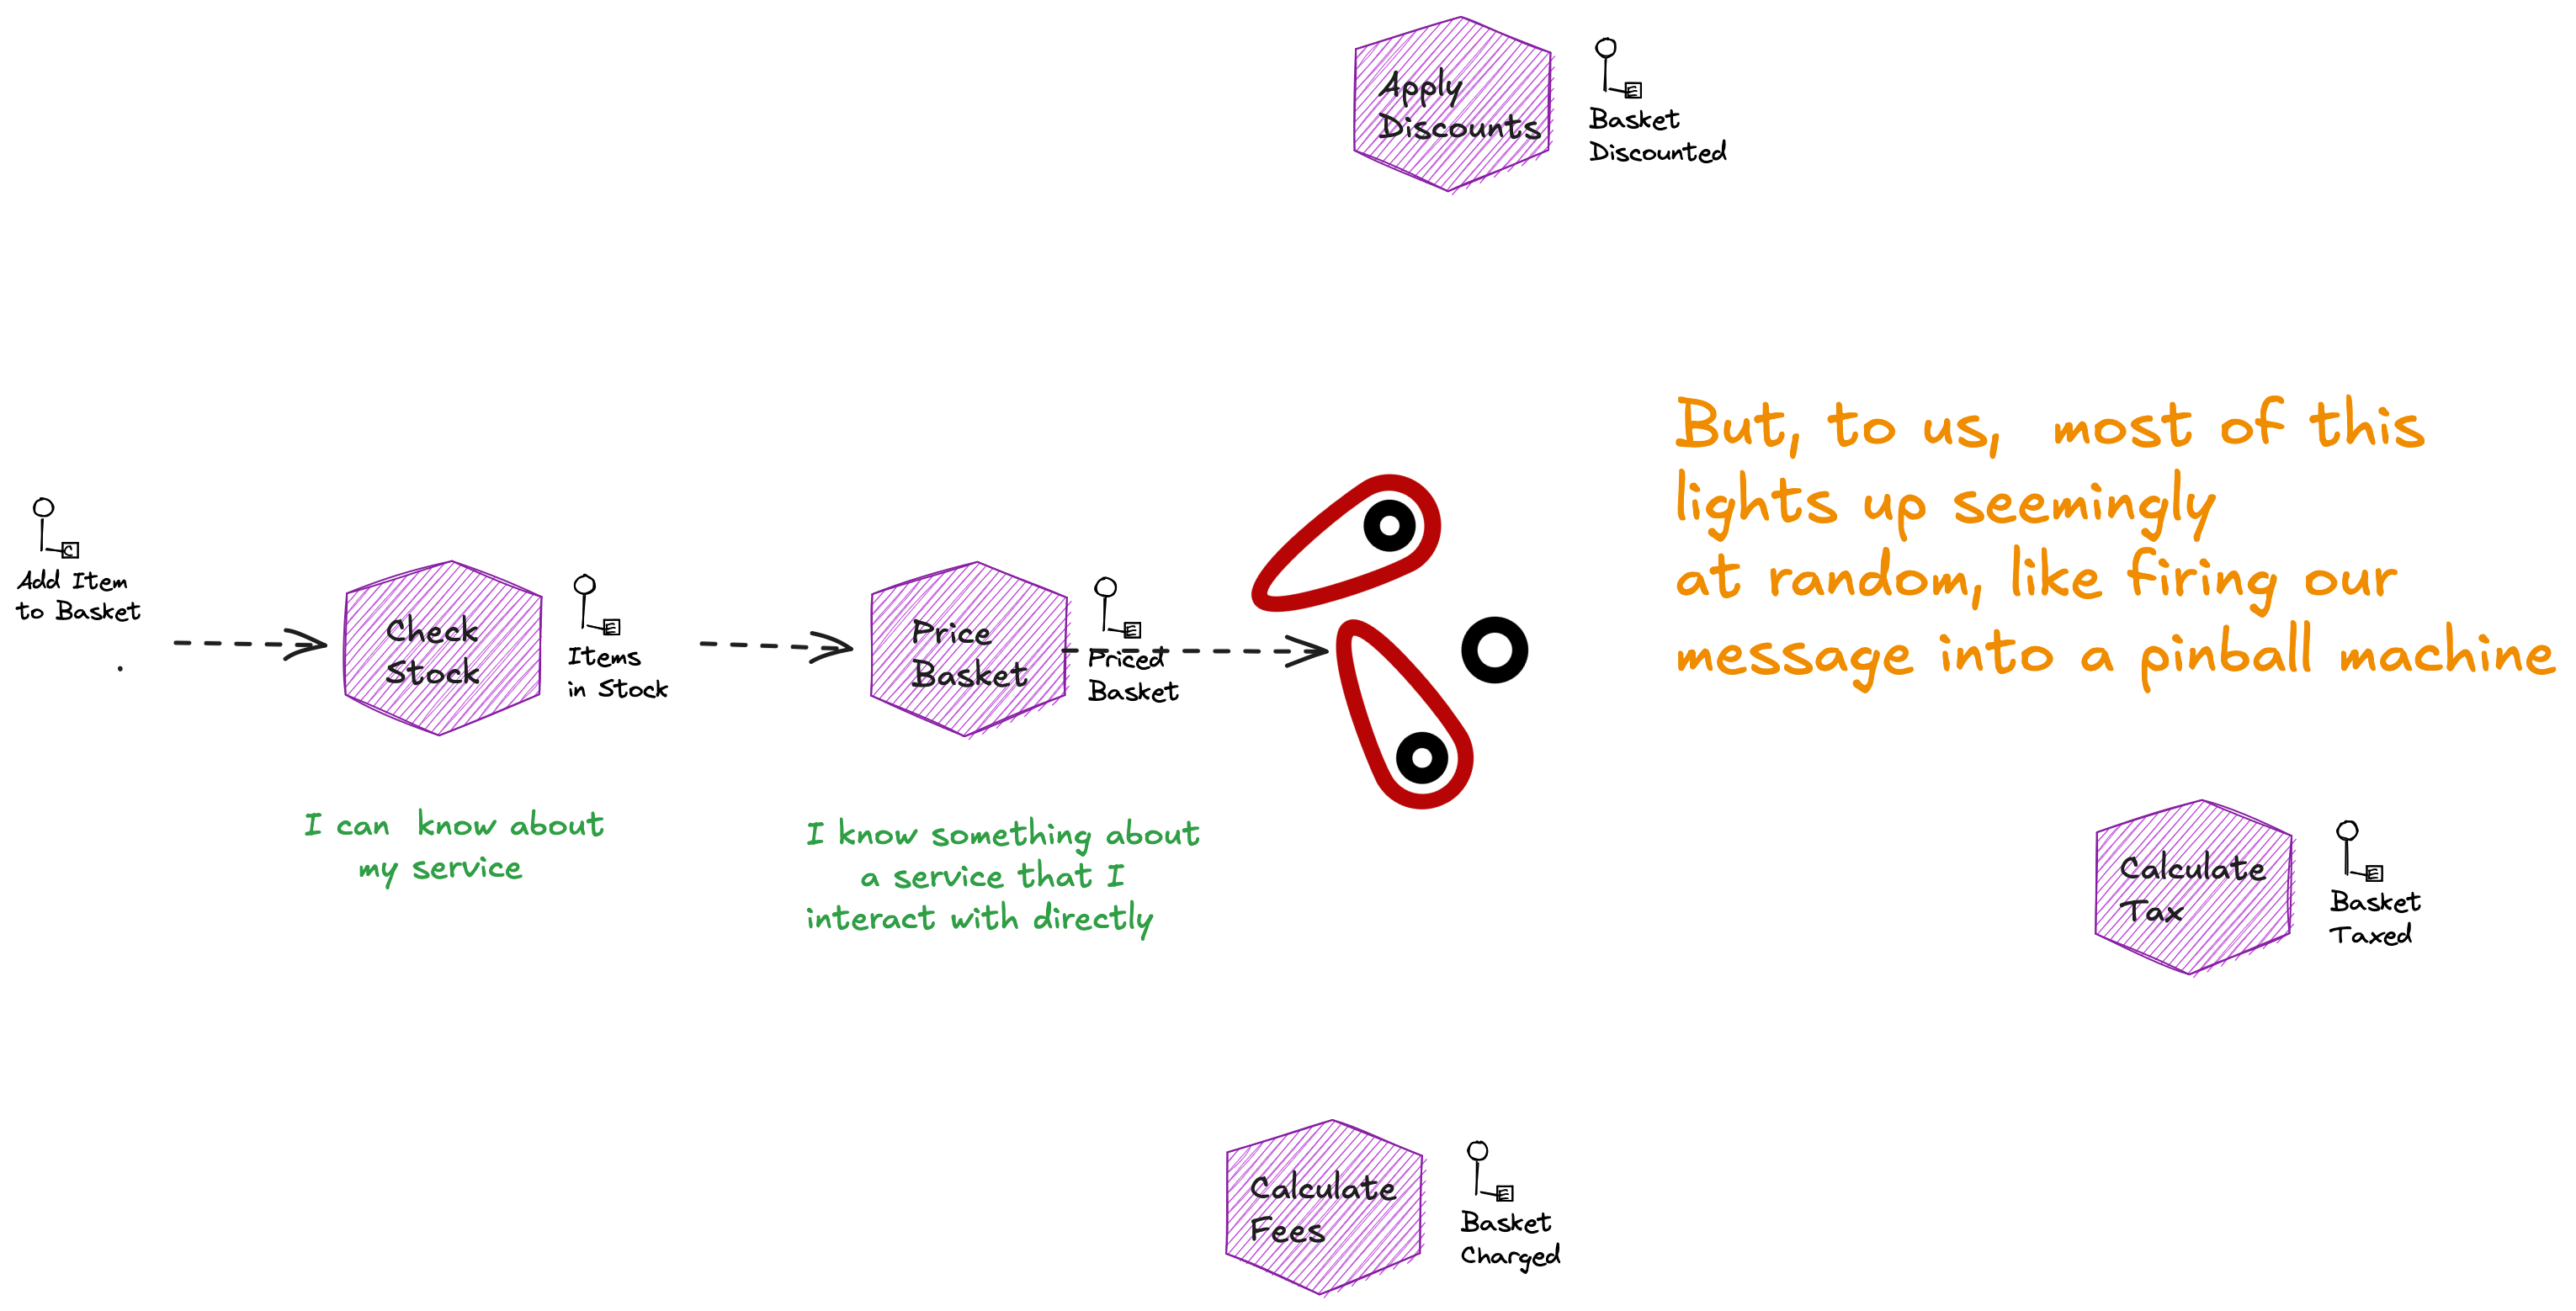 Apply
Discounts
Basket
Discounted
But, to us, most of this
lights up seemingly
at random, like firing our
message into a pinball machine
C
Add Item
to Basket
Check
Stock
E
Items
in Stock
Price
Basket
E
Priced
Basket
I can know about
my service
I know something about
a service that I
interact with directly
Calculate
Tax
E
Basket
Taxed
Calculate
Fees
E
Basket
Charged